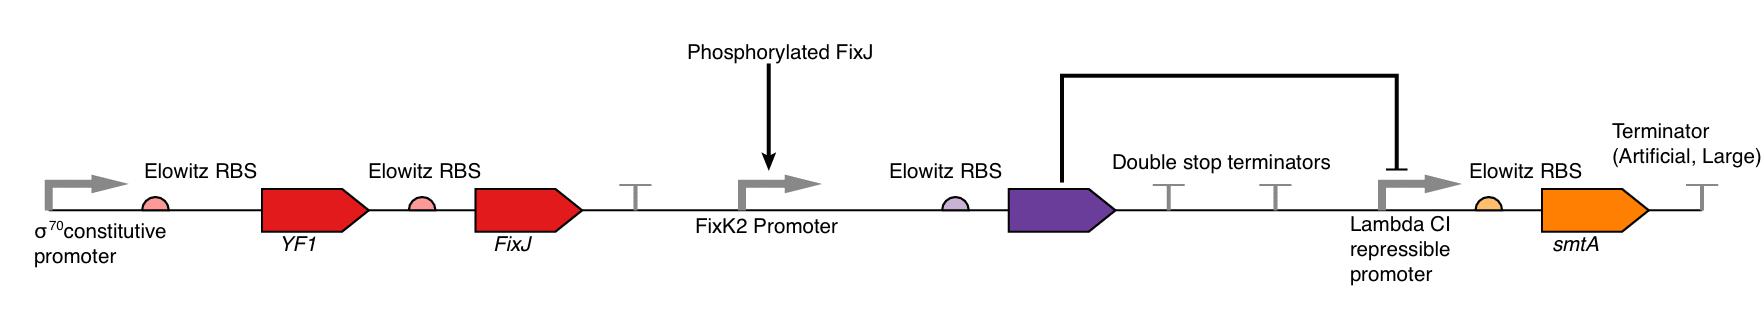 Phosphorylated FixJ
Terminator
(Artificial, Large)
Elowitz RBS
Elowitz RBS
Elowitz RBS
Double stop terminators
Elowitz RBS
σ⁷⁰constitutive
promoter
YF1
FixJ
FixK2 Promoter
Lambda CI
repressible
promoter
smtA